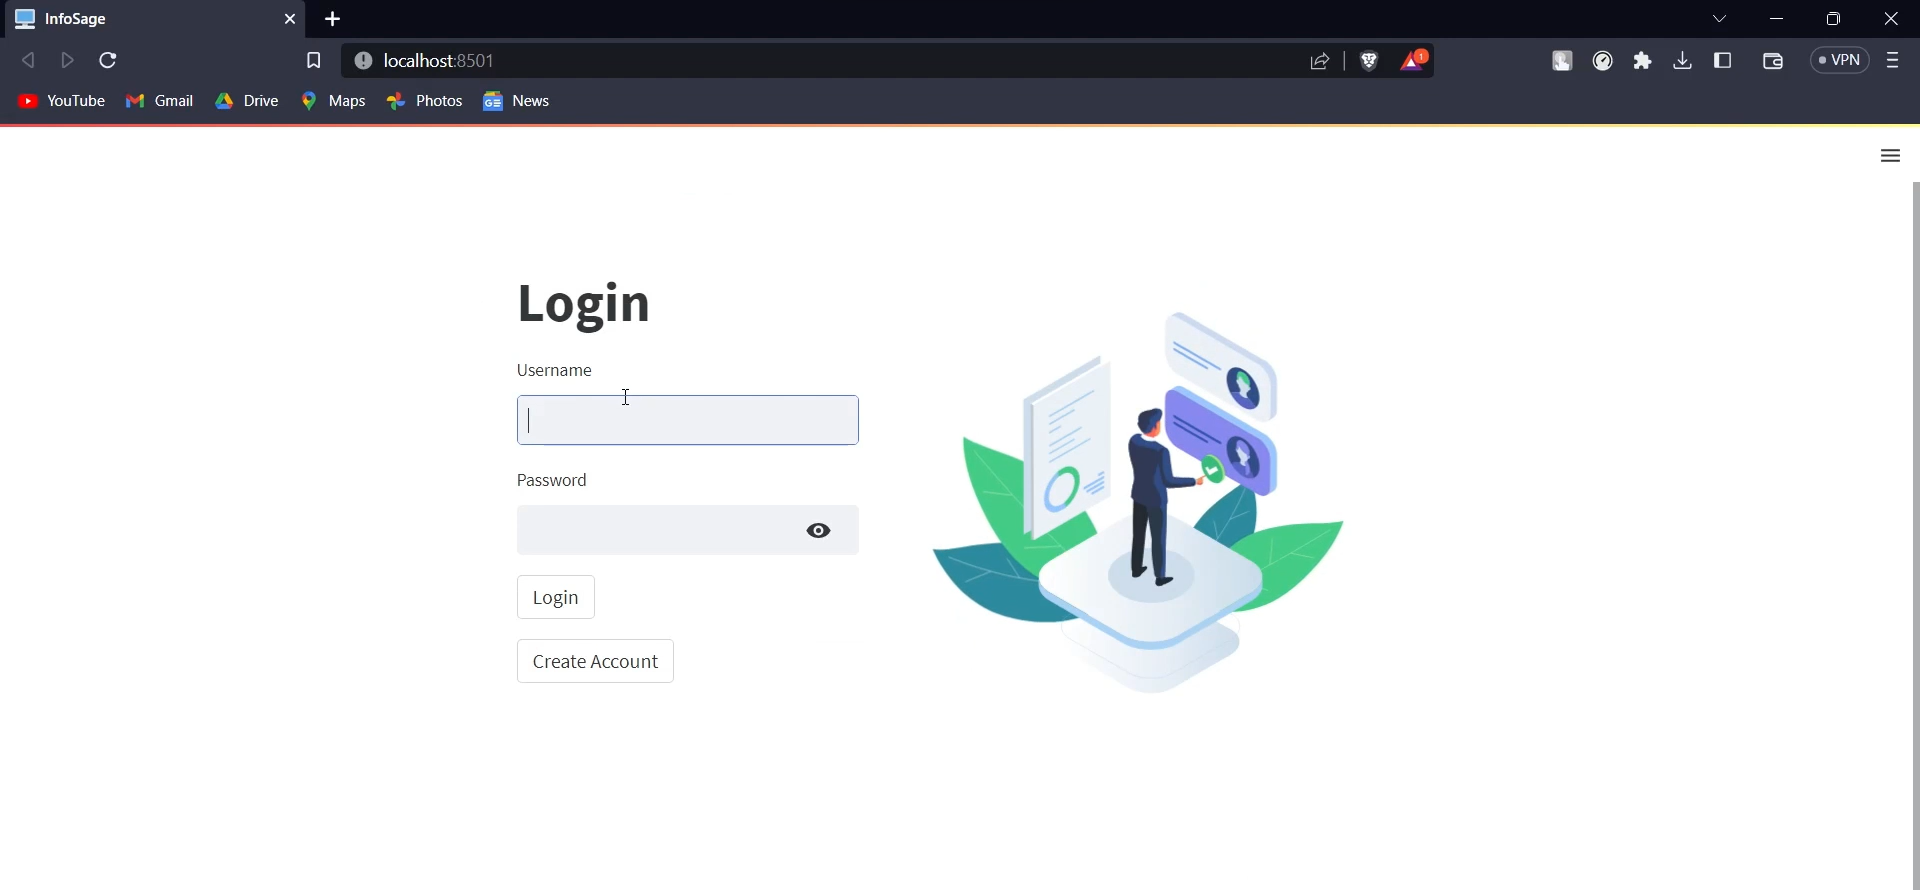 InfoSage
localhost:8501
1
VPN
YouTube Gmail Drive Maps Photos News
Login
Username
Password
Login
Create Account